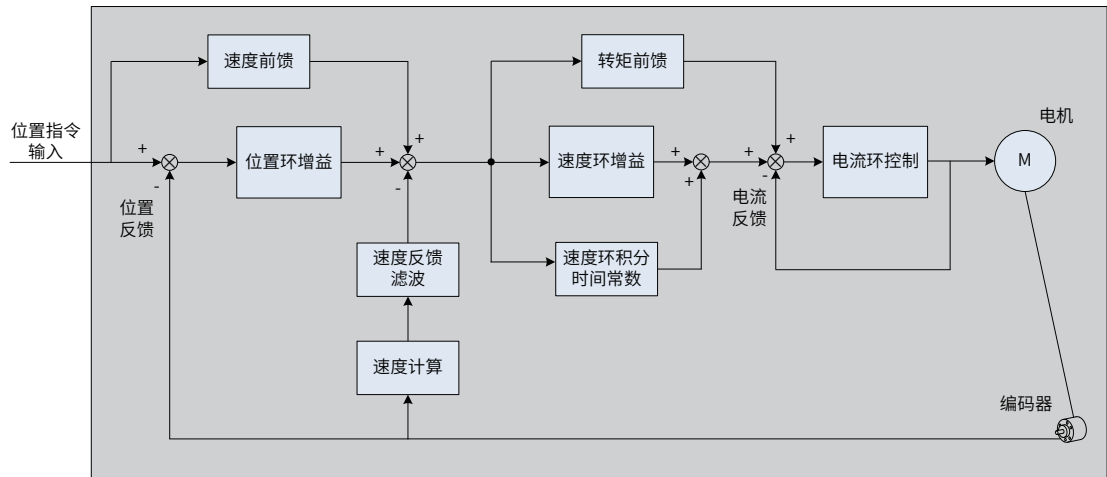 速度前馈
转矩前馈
位置指令
输入
+
-
位置
反馈
位置环增益
+
+
-
速度环增益
+
+
+
+
-
电流
反馈
电流环控制
电机
M
速度反馈
滤波
速度环积分
时间常数
速度计算
编码器